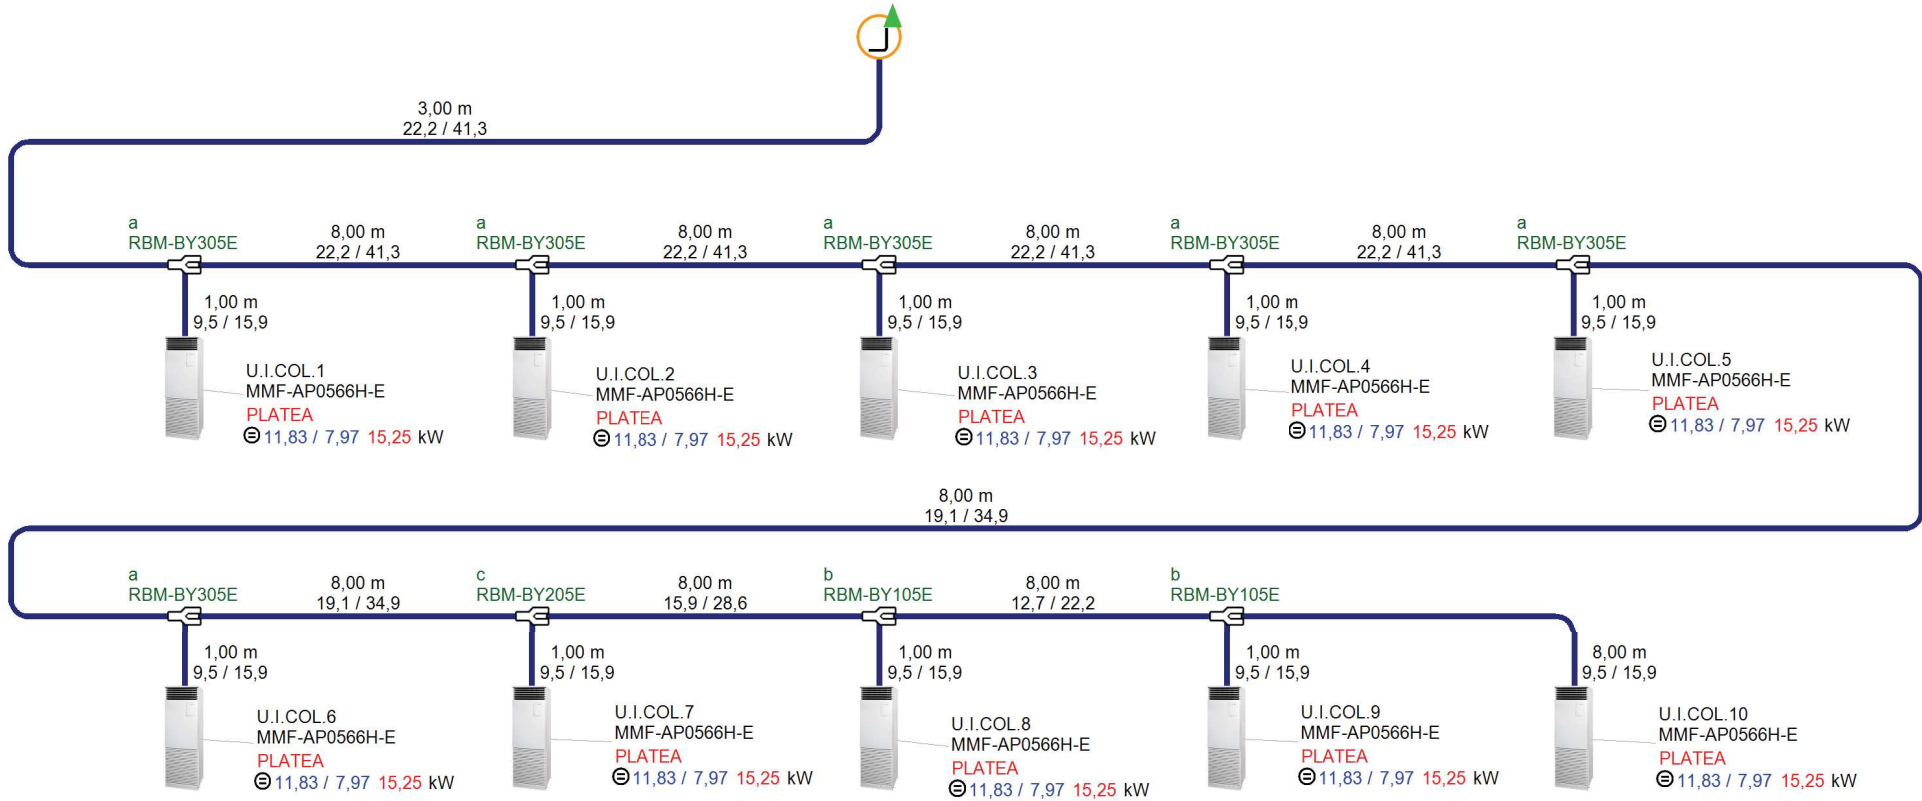 3,00 m
22,2 / 41,3
a
RBM-BY305E
8,00 m
22,2 / 41,3
a
RBM-BY305E
8,00 m
22,2 / 41,3
a
RBM-BY305E
8,00 m
22,2 / 41,3
a
RBM-BY305E
8,00 m
22,2 / 41,3
a
RBM-BY305E
1,00 m
9,5 / 15,9
1,00 m
9,5 / 15,9
1,00 m
9,5 / 15,9
1,00 m
9,5 / 15,9
1,00 m
9,5 / 15,9
U.I.COL.1
MMF-AP0566H-E
PLATEA
11,83 / 7,97 15,25 kW
U.I.COL.2
MMF-AP0566H-E
PLATEA
11,83 / 7,97 15,25 kW
U.I.COL.3
MMF-AP0566H-E
PLATEA
11,83 / 7,97 15,25 kW
U.I.COL.4
MMF-AP0566H-E
PLATEA
11,83 / 7,97 15,25 kW
U.I.COL.5
MMF-AP0566H-E
PLATEA
11,83 / 7,97 15,25 kW
8,00 m
19,1 / 34,9
a
RBM-BY305E
8,00 m
19,1 / 34,9
c
RBM-BY205E
8,00 m
15,9 / 28,6
b
RBM-BY105E
8,00 m
12,7 / 22,2
b
RBM-BY105E
1,00 m
9,5 / 15,9
1,00 m
9,5 / 15,9
1,00 m
9,5 / 15,9
1,00 m
9,5 / 15,9
8,00 m
9,5 / 15,9
U.I.COL.6
MMF-AP0566H-E
PLATEA
11,83 / 7,97 15,25 kW
U.I.COL.7
MMF-AP0566H-E
PLATEA
11,83 / 7,97 15,25 kW
U.I.COL.8
MMF-AP0566H-E
PLATEA
11,83 / 7,97 15,25 kW
U.I.COL.9
MMF-AP0566H-E
PLATEA
11,83 / 7,97 15,25 kW
U.I.COL.10
MMF-AP0566H-E
PLATEA
11,83 / 7,97 15,25 kW